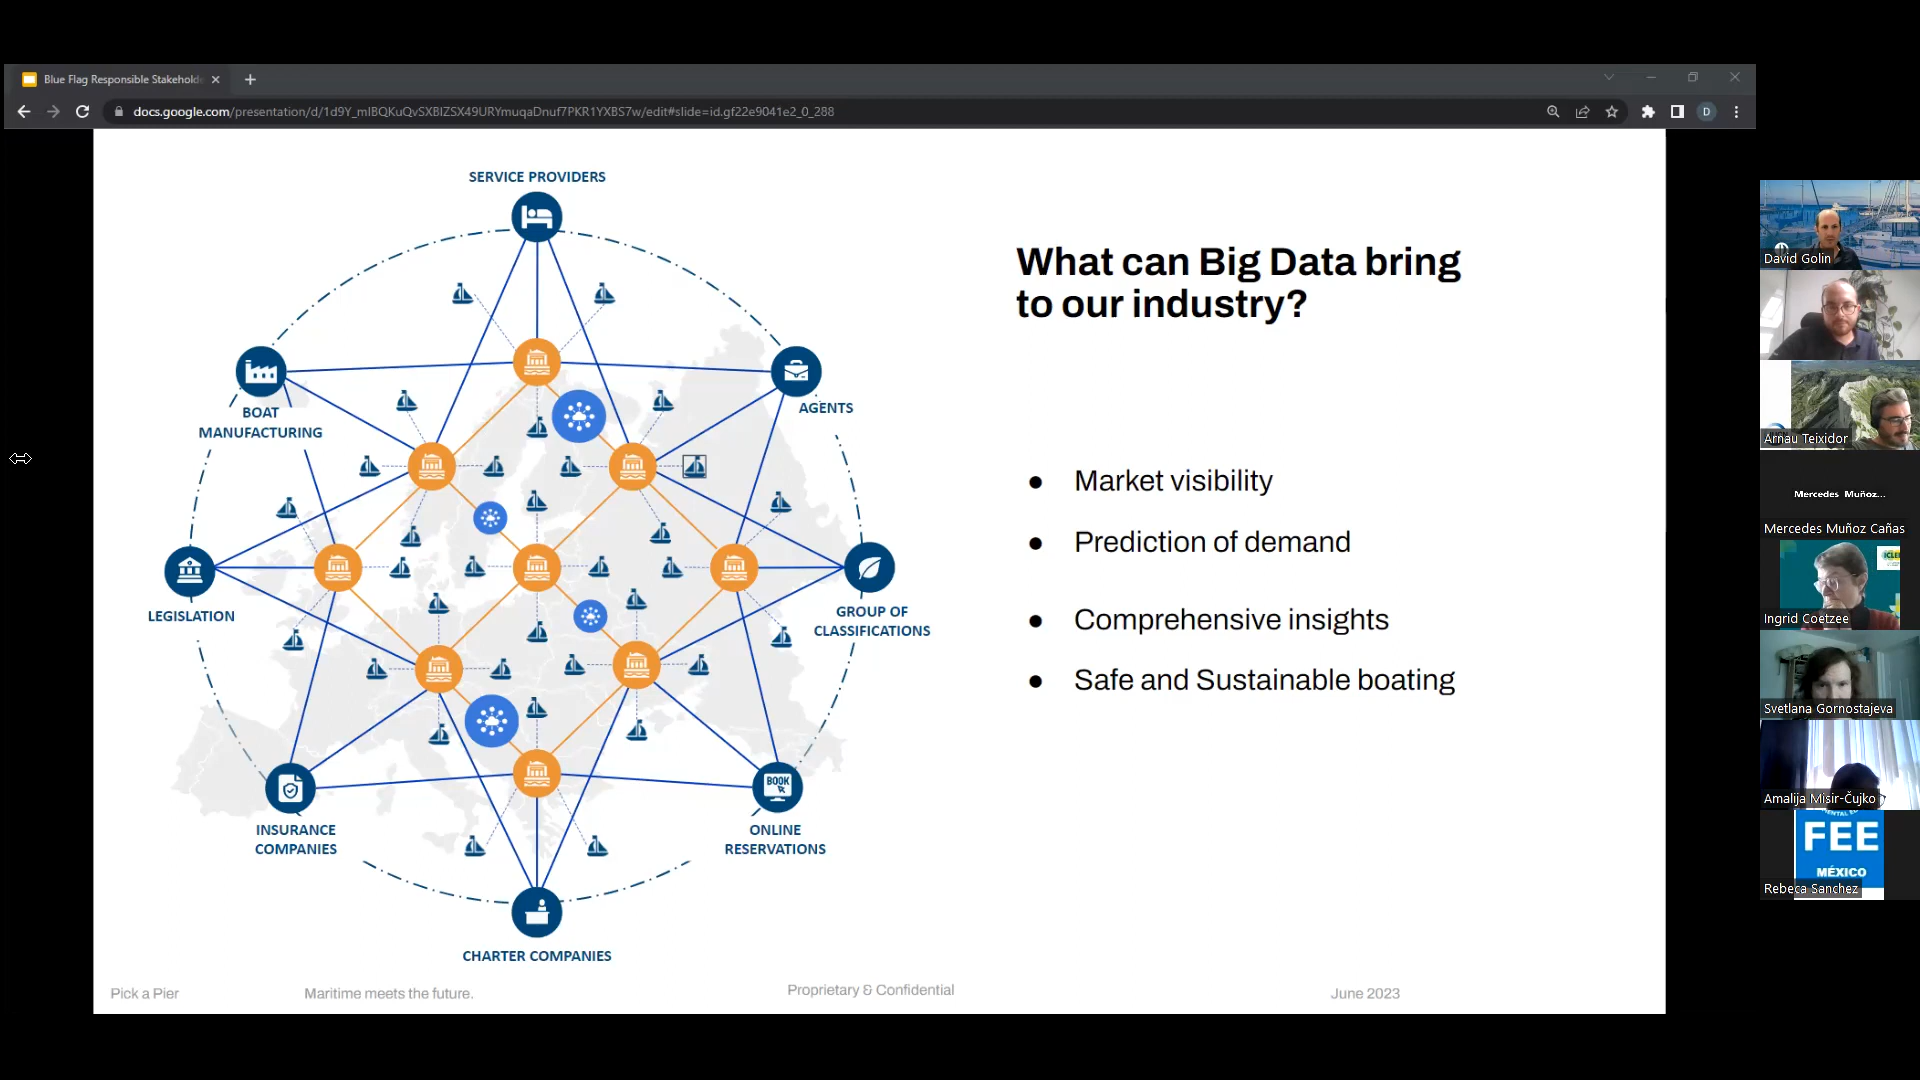 Blue Flag Responsible Stakehold
docs.google.com/presentation/d/1d9Y_mlBQKuQvSXBIZSX49URYmuqaDnuf7PKR1YXBS7w/edit#slide=id.gf22e9041e2_0_288
D
SERVICE PROVIDERS
BOAT
MANUFACTURING
AGENTS
LEGISLATION
GROUP OF
CLASSIFICATIONS
INSURANCE
COMPANIES
BOOK
ONLINE
RESERVATIONS
CHARTER COMPANIES
What can Big Data bring
to our industry?
● Market visibility
● Prediction of demand
● Comprehensive insights
● Safe and Sustainable boating
Pick a Pier
Maritime meets the future.
Proprietary & Confidential
June 2023
David Golin
Arnau Teixidor
Mercedes Muñoz...
Mercedes Muñoz Cañas
Ingrid Coetzee
Svetlana Gornostajeva
Amalija Misir-Čujko
FEE
MÉXICO
Rebeca Sanchez